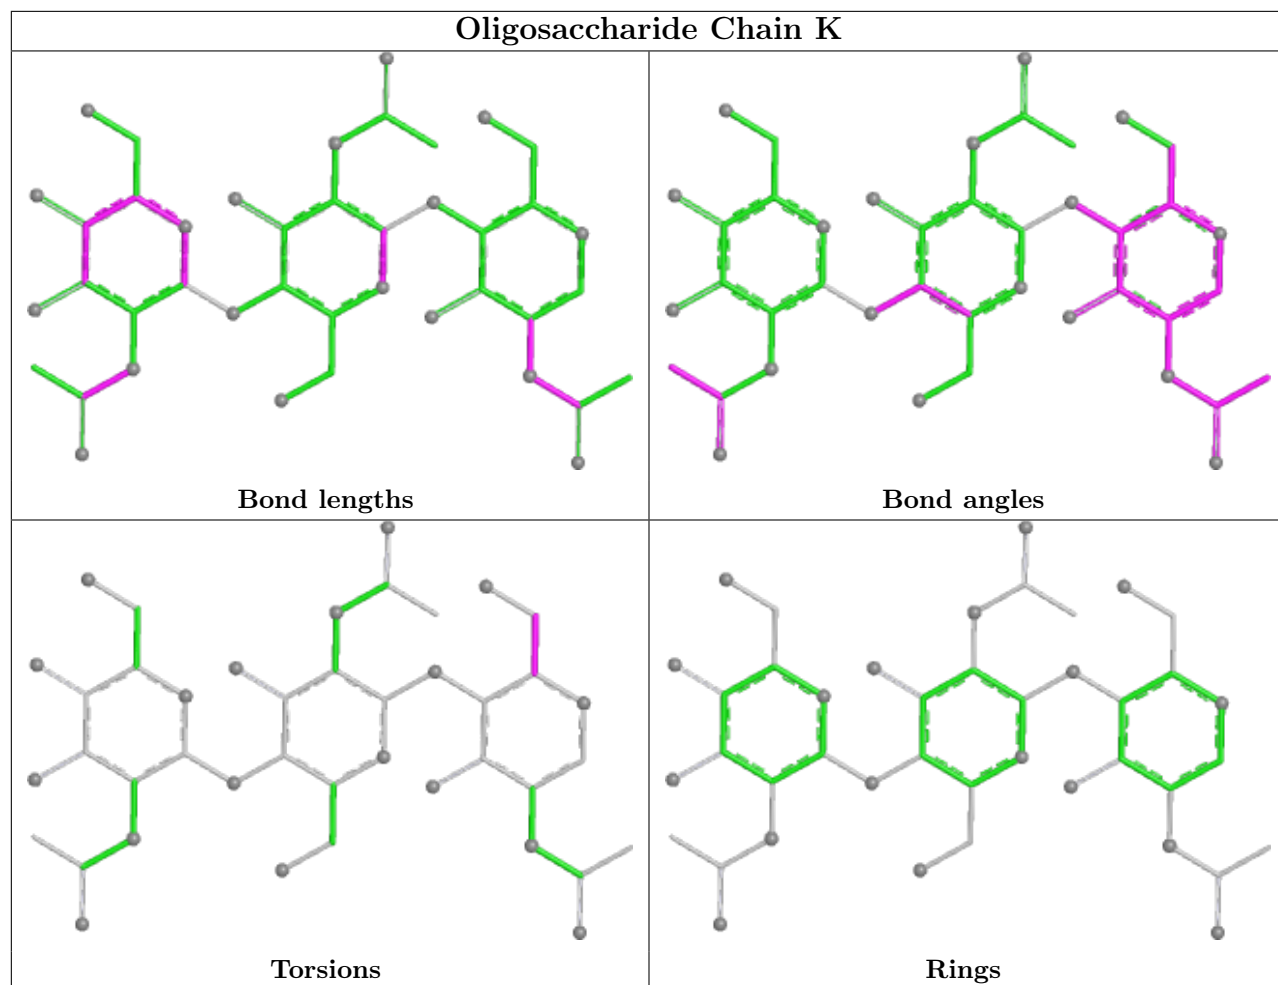 Oligosaccharide Chain K
Bond lengths
Bond angles
Torsions
Rings